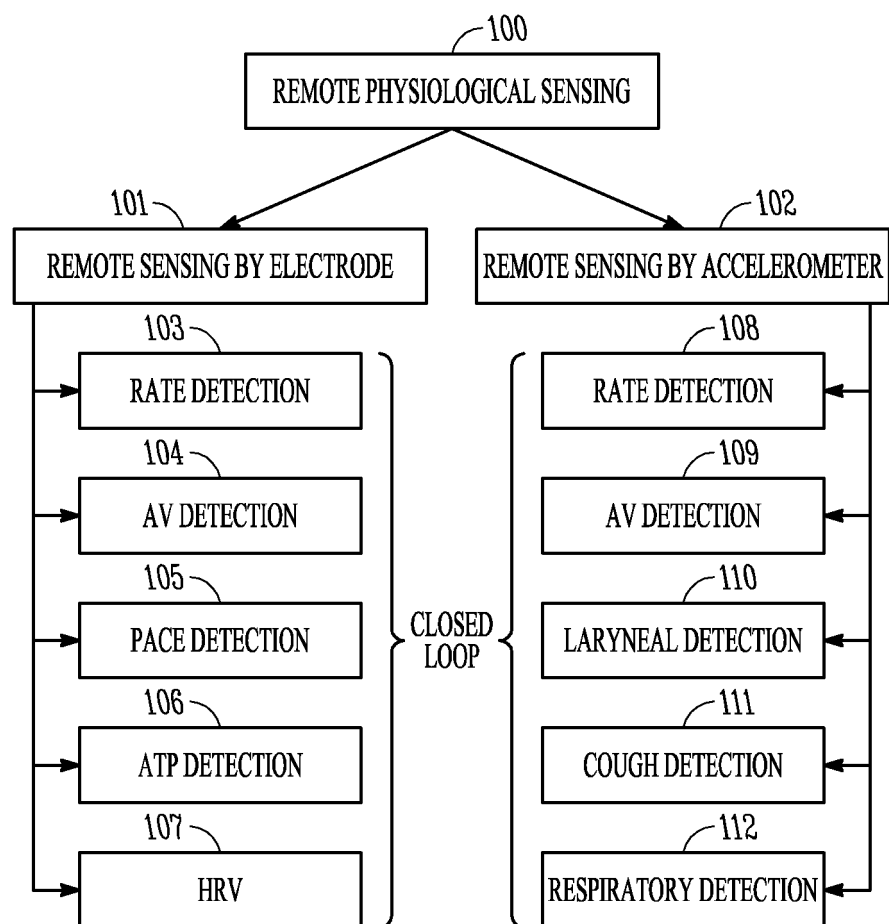 100
REMOTE PHYSIOLOGICAL SENSING
101
REMOTE SENSING BY ELECTRODE
102
REMOTE SENSING BY ACCELEROMETER
103
RATE DETECTION
104
AV DETECTION
105
PACE DETECTION
106
ATP DETECTION
107
HRV
CLOSED
LOOP
108
RATE DETECTION
109
AV DETECTION
110
LARYNEAL DETECTION
111
COUGH DETECTION
112
RESPIRATORY DETECTION